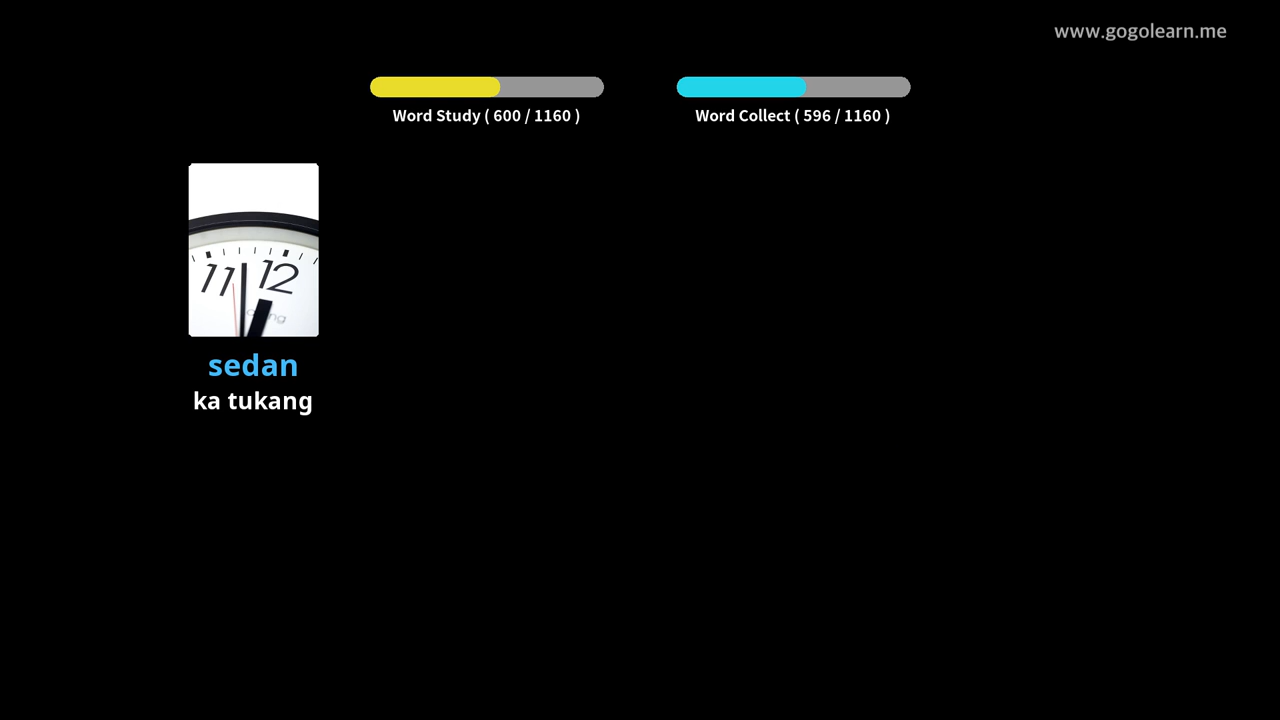 www.gogolearn.me
Word Study ( 600 / 1160 )
Word Collect ( 596 / 1160 )
11 12
sedan
ka tukang